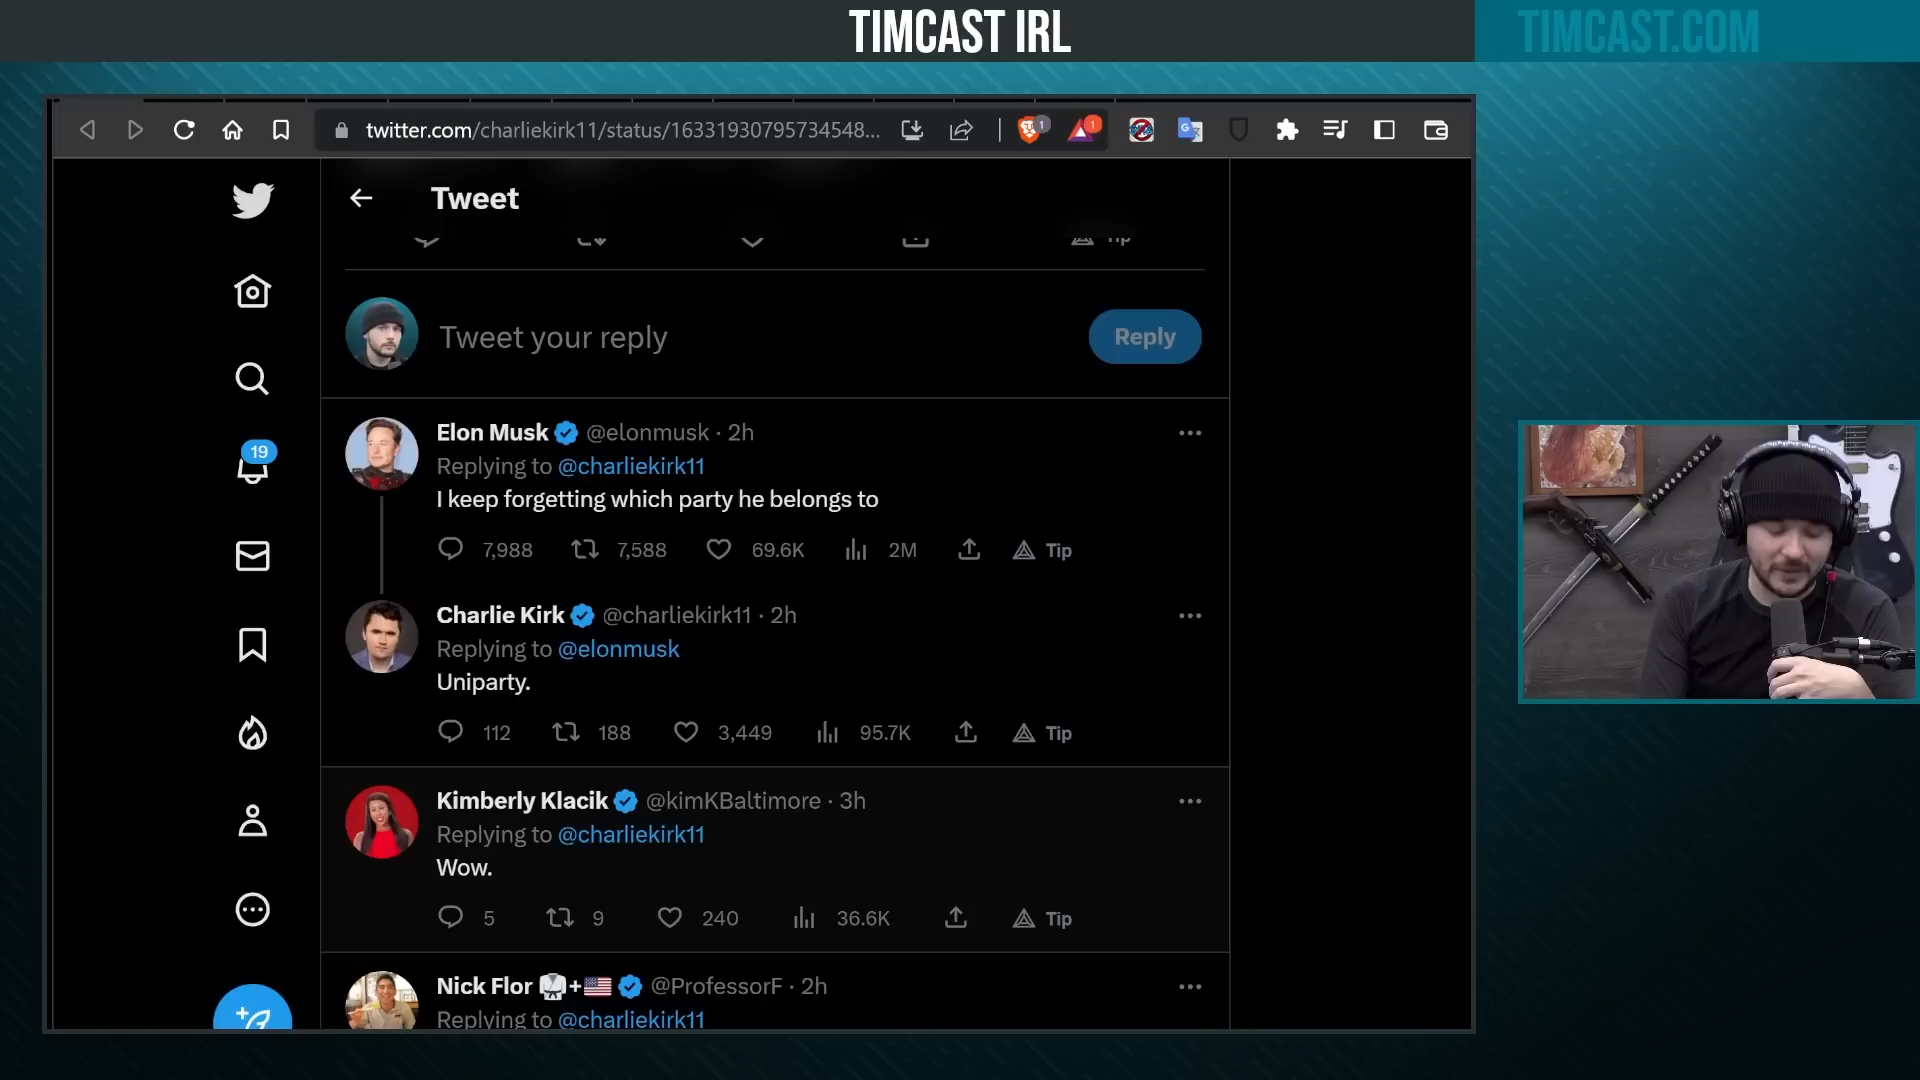 TIMCAST IRL
TIMCAST.COM
twitter.com/charliekirk11/status/16331930795734548...
1
1
Tweet
Tip
Tweet your reply
Reply
19
Elon Musk @elonmusk · 2h
Replying to @charliekirk11
I keep forgetting which party he belongs to
7,988 7,588 69.6K 2M Tip
Charlie Kirk @charliekirk11 · 2h
Replying to @elonmusk
Uniparty.
112 188 3,449 95.7K Tip
Kimberly Klacik @kimKBaltimore · 3h
Replying to @charliekirk11
Wow.
5 9 240 36.6K Tip
Nick Flor 🥋+🇺🇸 @ProfessorF · 2h
Replying to @charliekirk11